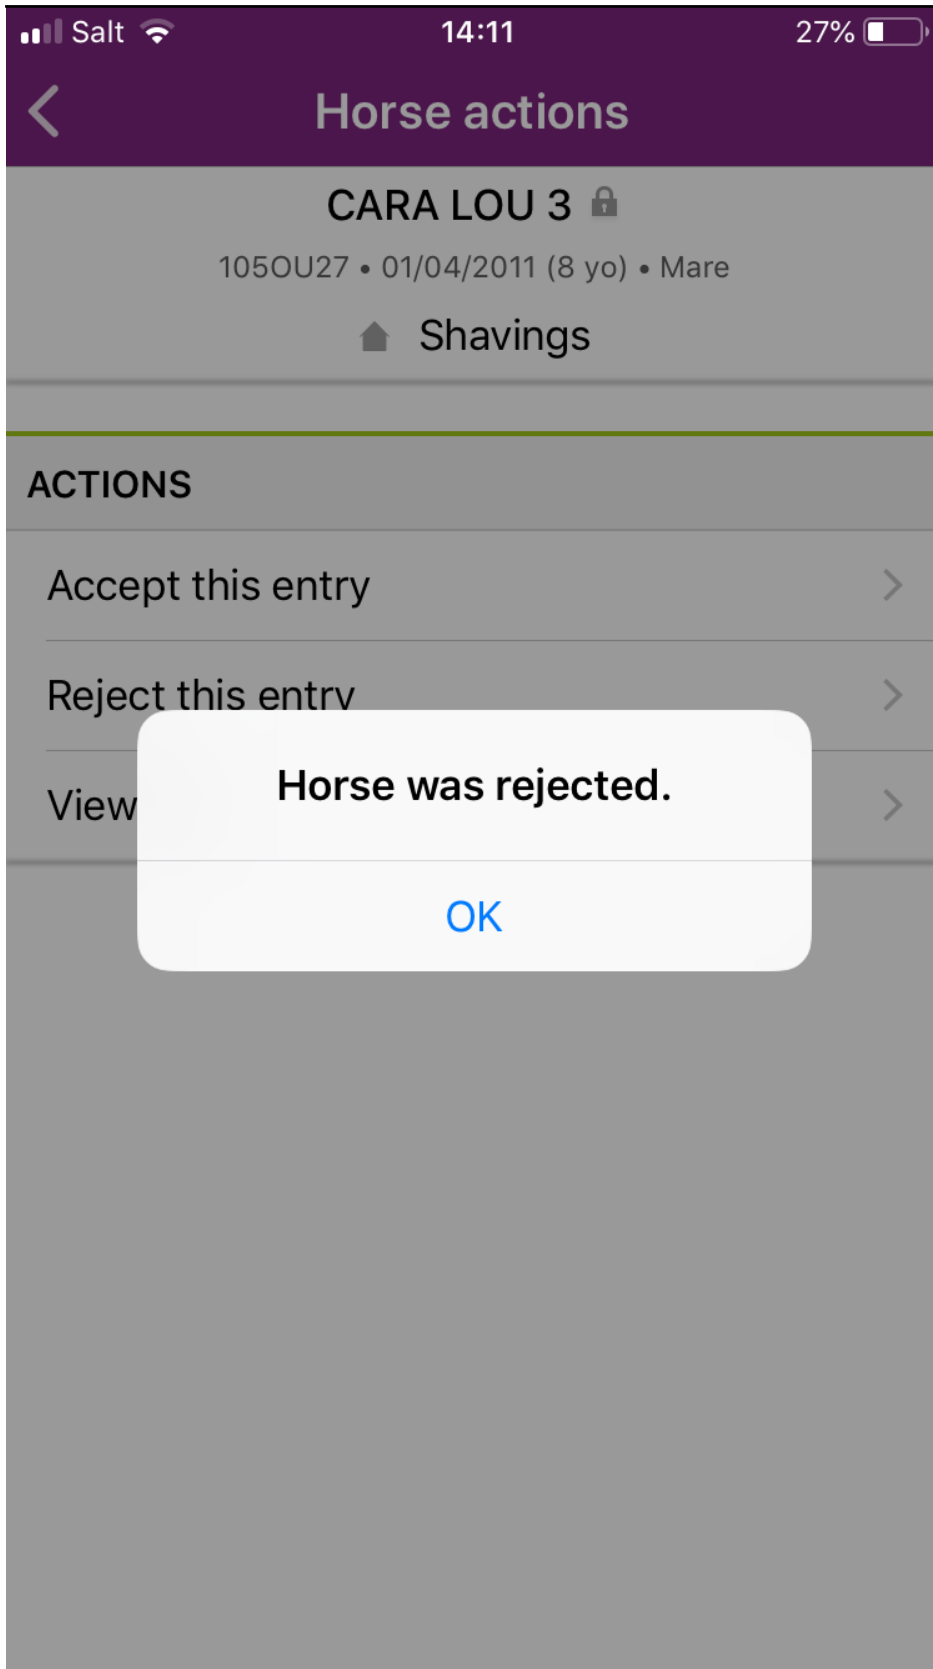 Salt 14:11 27%
Horse actions
CARA LOU 3
105OU27 • 01/04/2011 (8 yo) • Mare
Shavings
ACTIONS
Accept this entry
Reject this entry
View
Horse was rejected.
OK